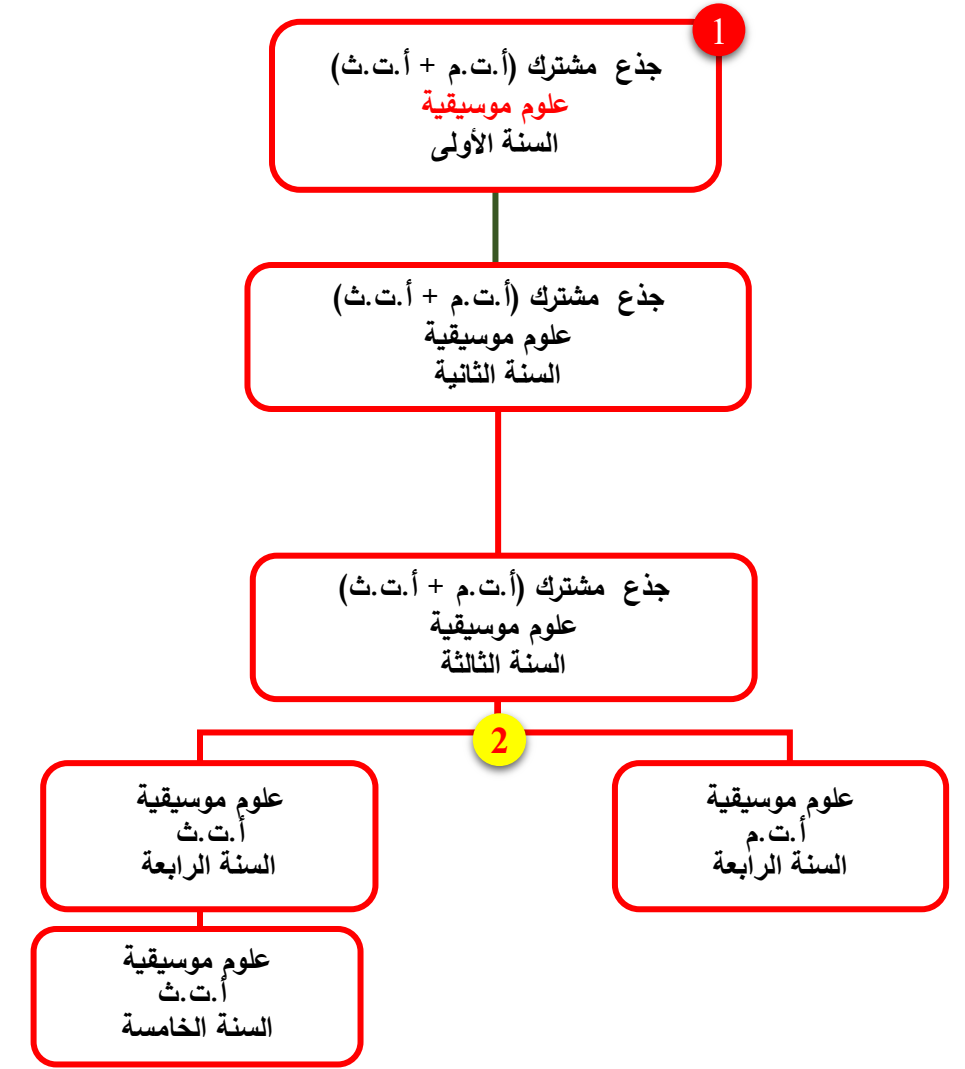 1
جذع مشترك (أ.ت.م + أ.ت.ث)
علوم موسيقية
السنة الأولى
جذع مشترك (أ.ت.م + أ.ت.ث)
علوم موسيقية
السنة الثانية
جذع مشترك (أ.ت.م + أ.ت.ث)
علوم موسيقية
السنة الثالثة
2
علوم موسيقية
أ.ت.م
السنة الرابعة
علوم موسيقية
أ.ت.ث
السنة الرابعة
علوم موسيقية
أ.ت.ث
السنة الخامسة